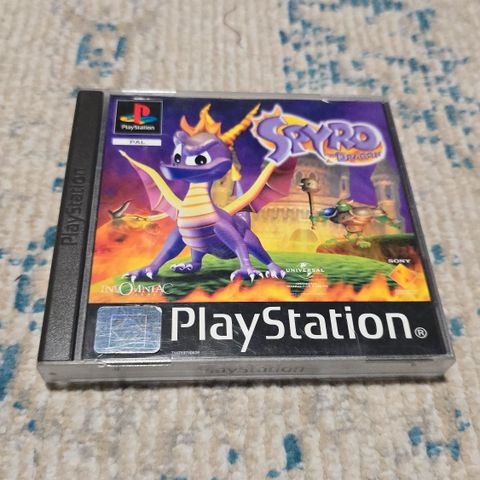 PlayStation
PlayStation
PAL
SPYRO
THE DRAGON
INSOMNIAC
UNIVERSAL
SONY
PlayStation®
PlayStation